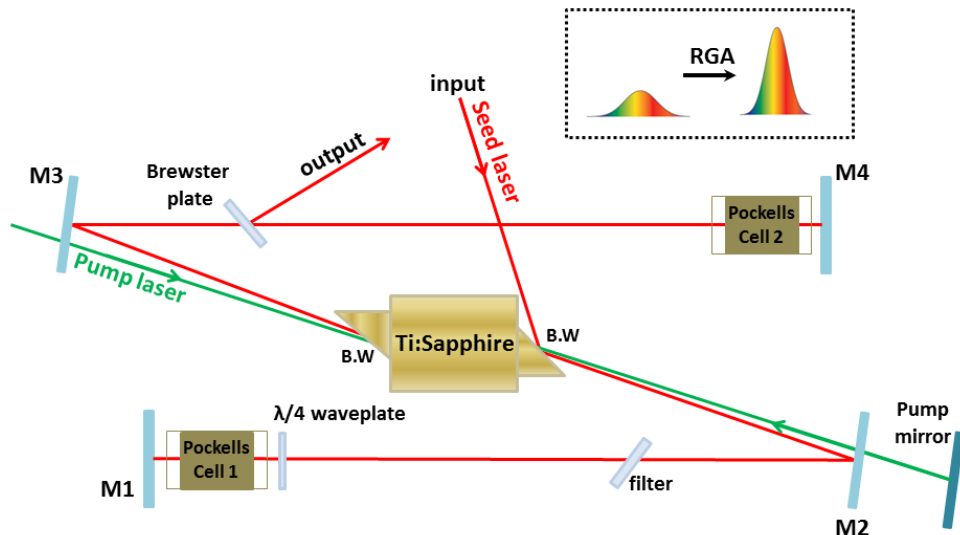 RGA
input
Seed laser
output
M3
Brewster
plate
M4
Pockells
Cell 2
Pump laser
B.W
Ti:Sapphire
B.W
λ/4 waveplate
Pump
mirror
Pockells
Cell 1
M1
filter
M2